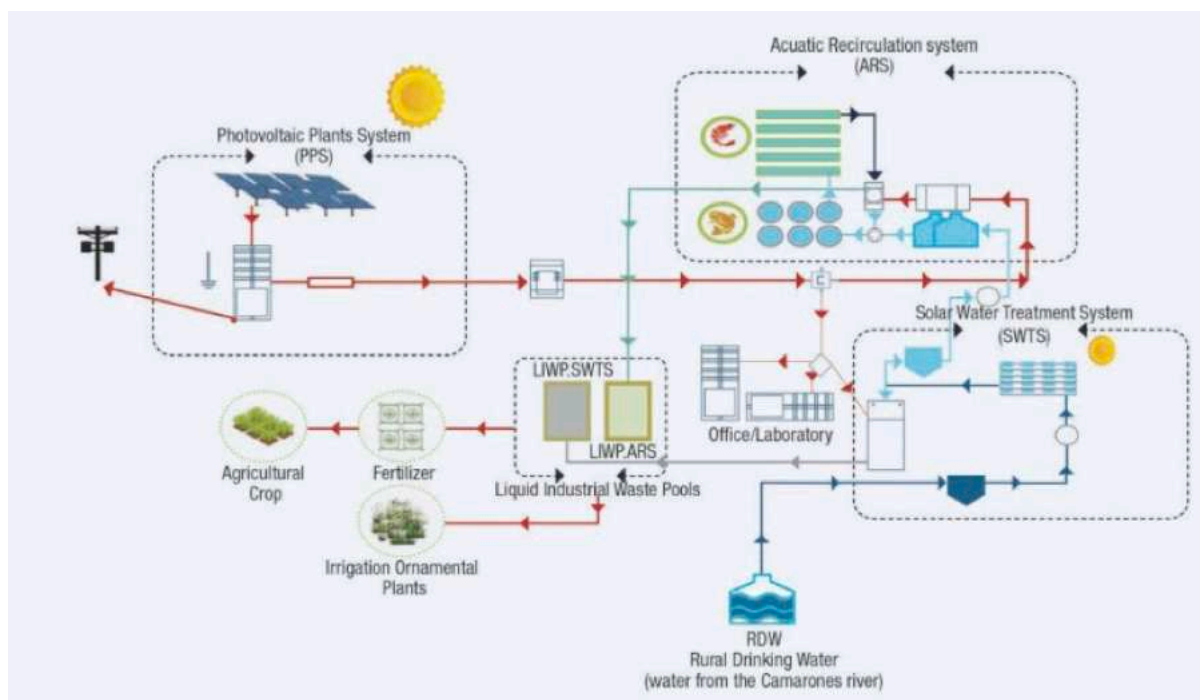 Acuatic Recirculation system
(ARS)
Photovoltaic Plants System
(PPS)
C
Solar Water Treatment System
(SWTS)
LIWP.SWTS
LIWP.ARS
Office/Laboratory
Liquid Industrial Waste Pools
Agricultural
Crop
Fertilizer
Irrigation Ornamental
Plants
RDW
Rural Drinking Water
(water from the Camarones river)